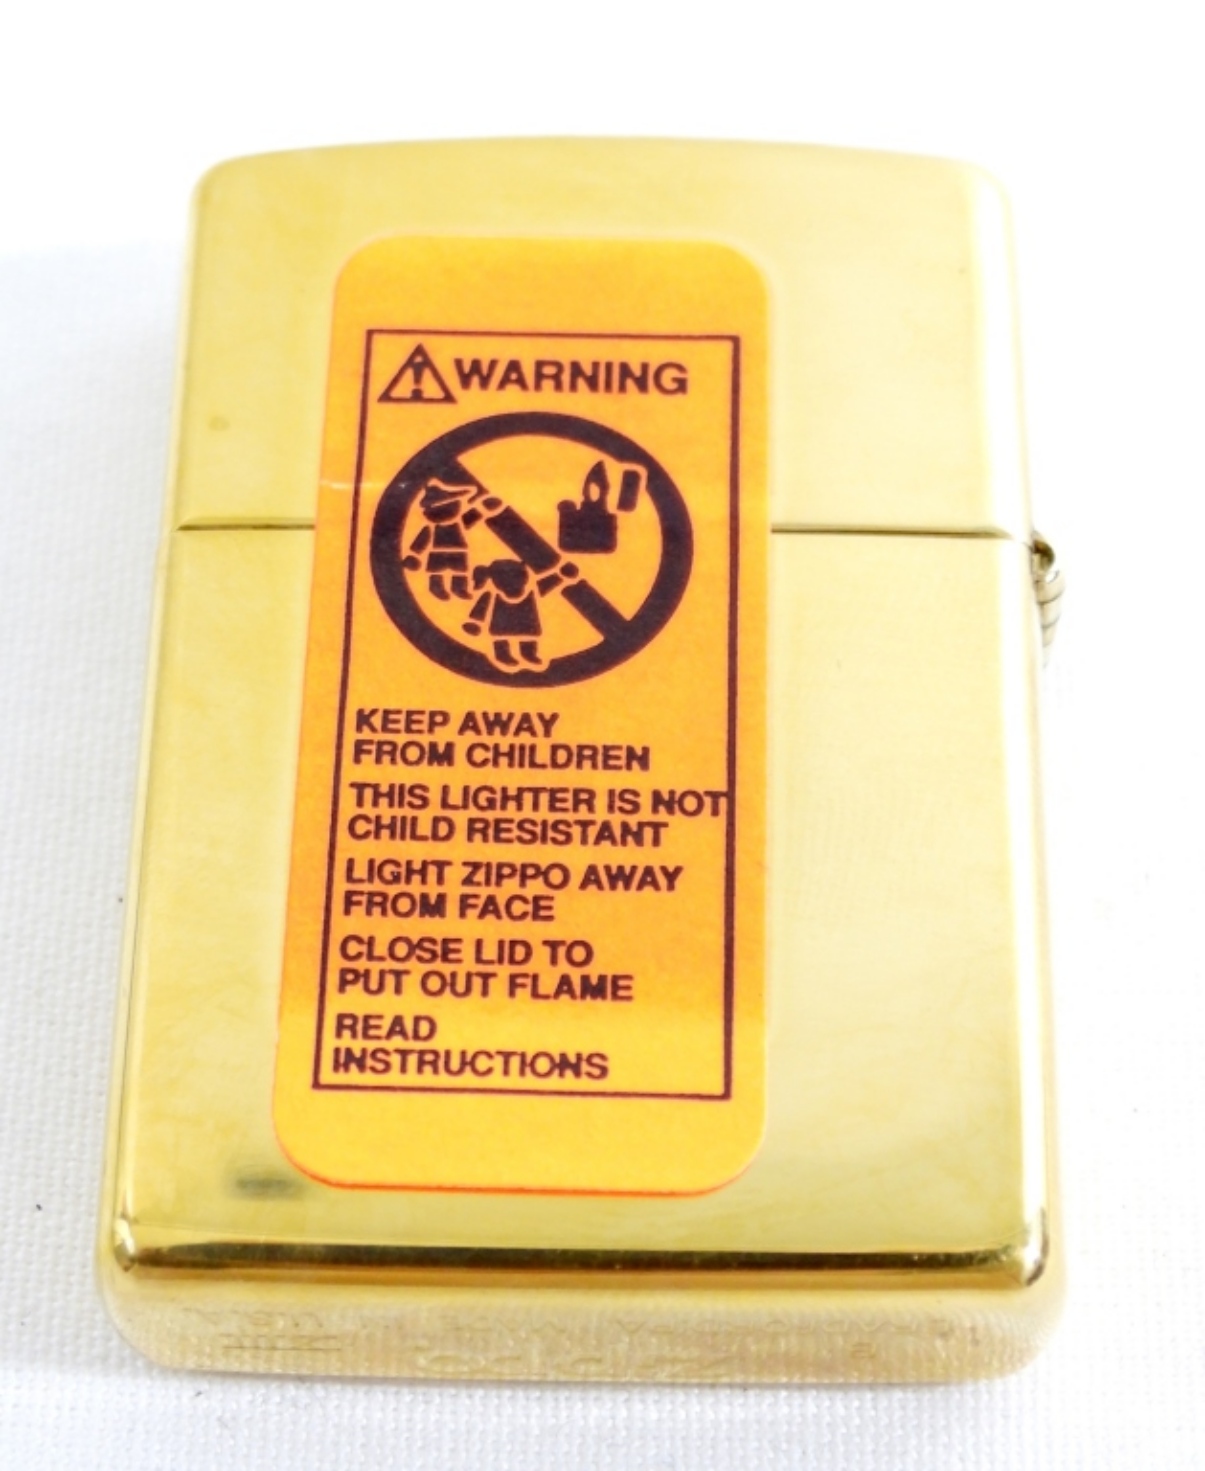 WARNING
KEEP AWAY
FROM CHILDREN
THIS LIGHTER IS NOT
CHILD RESISTANT
LIGHT ZIPPO AWAY
FROM FACE
CLOSE LID TO
PUT OUT FLAME
READ
INSTRUCTIONS